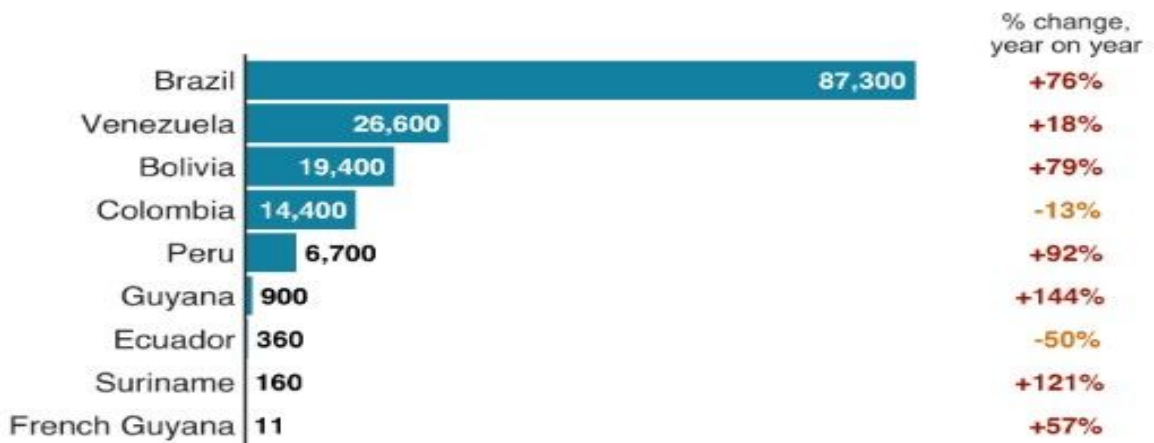 % change,
year on year
Brazil 87,300 +76%
Venezuela 26,600 +18%
Bolivia 19,400 +79%
Colombia 14,400 -13%
Peru 6,700 +92%
Guyana 900 +144%
Ecuador 360 -50%
Suriname 160 +121%
French Guyana 11 +57%